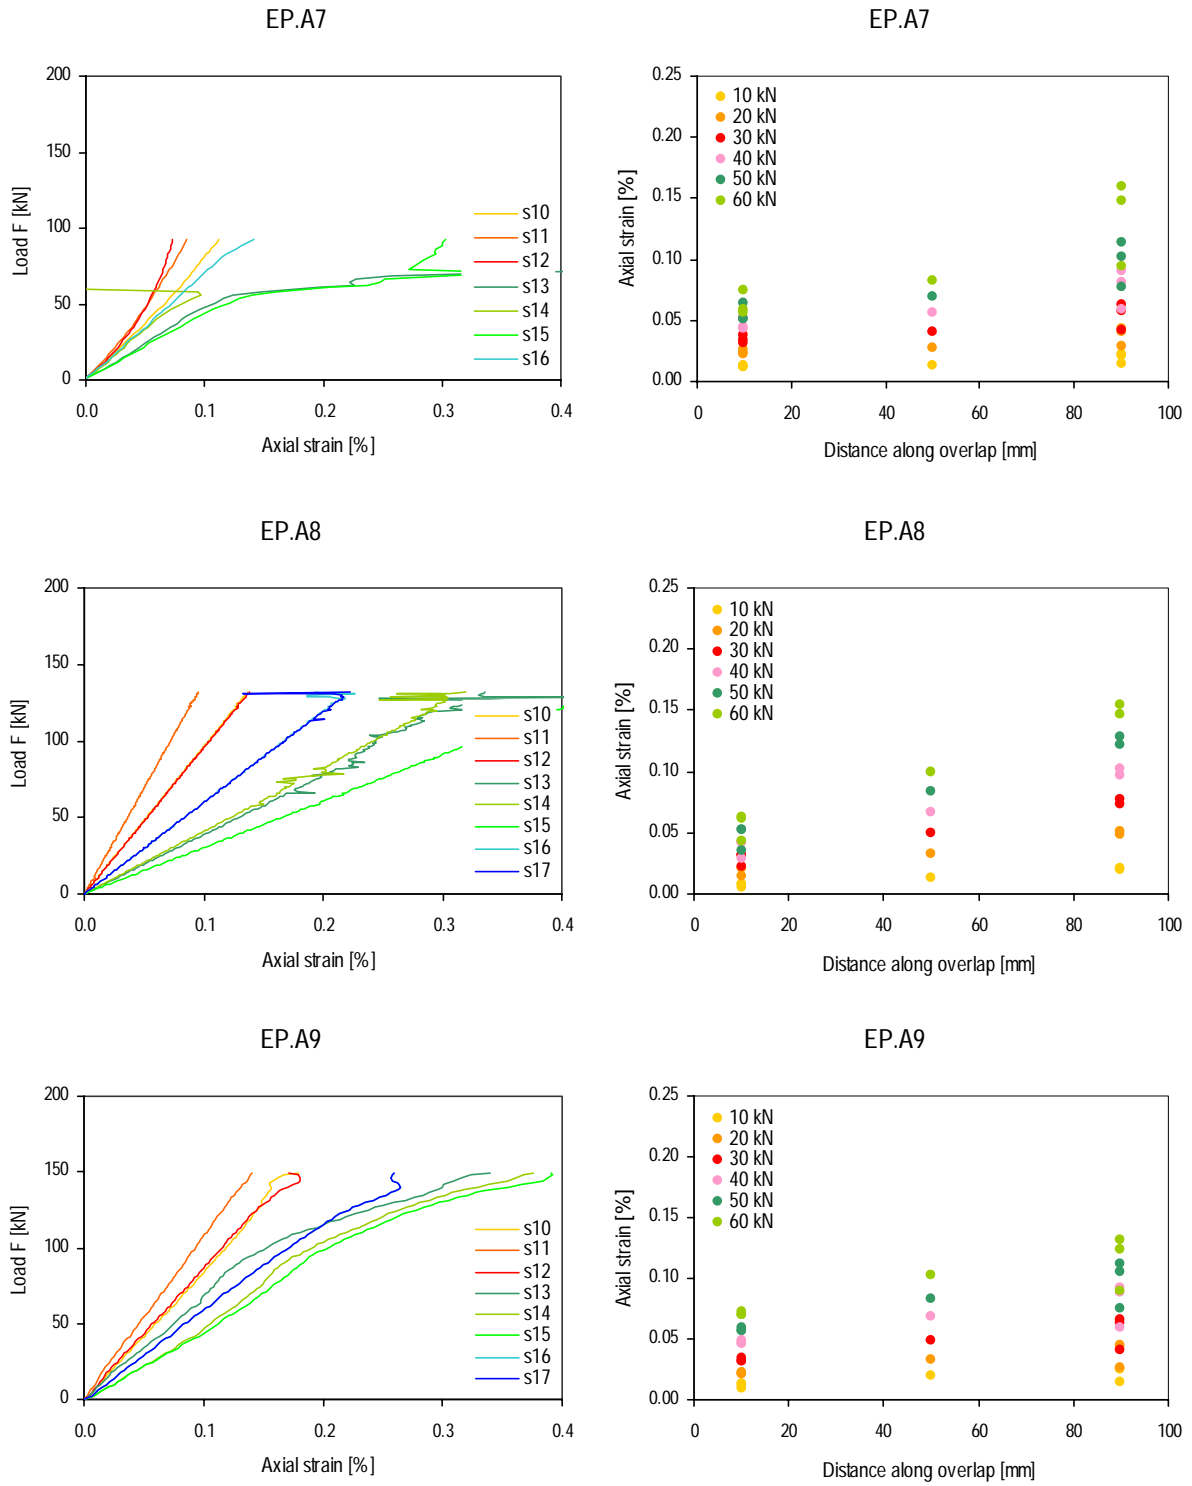 EP.A7
200
150
100
50
0
Load F [kN]
s10
s11
s12
s13
s14
s15
s16
0.0 0.1 0.2 0.3 0.4
Axial strain [%]
EP.A7
0.25
0.20
0.15
0.10
0.05
0.00
Axial strain [%]
10 kN
20 kN
30 kN
40 kN
50 kN
60 kN
0 20 40 60 80 100
Distance along overlap [mm]
EP.A8
200
150
100
50
0
Load F [kN]
s10
s11
s12
s13
s14
s15
s16
s17
0.0 0.1 0.2 0.3 0.4
Axial strain [%]
EP.A8
0.25
0.20
0.15
0.10
0.05
0.00
Axial strain [%]
10 kN
20 kN
30 kN
40 kN
50 kN
60 kN
0 20 40 60 80 100
Distance along overlap [mm]
EP.A9
200
150
100
50
0
Load F [kN]
s10
s11
s12
s13
s14
s15
s16
s17
0.0 0.1 0.2 0.3 0.4
Axial strain [%]
EP.A9
0.25
0.20
0.15
0.10
0.05
0.00
Axial strain [%]
10 kN
20 kN
30 kN
40 kN
50 kN
60 kN
0 20 40 60 80 100
Distance along overlap [mm]